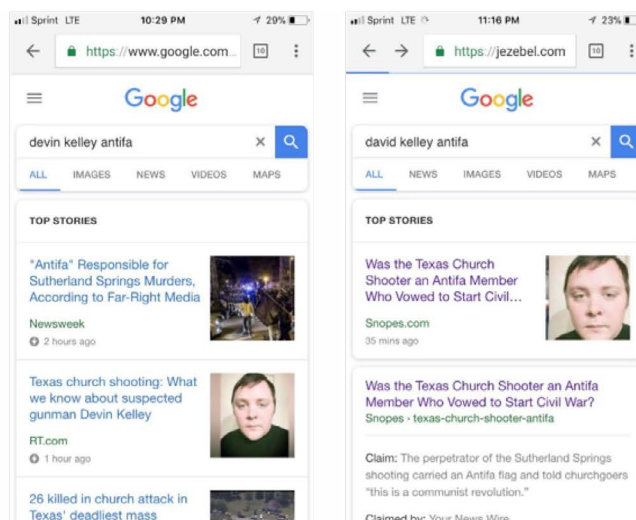 Sprint LTE 10:29 PM 29%
https://www.google.com... 10
Google
devin kelley antifa
ALL IMAGES NEWS VIDEOS MAPS
TOP STORIES
"Antifa" Responsible for
Sutherland Springs Murders,
According to Far-Right Media
Newsweek
2 hours ago
Texas church shooting: What
we know about suspected
gunman Devin Kelley
RT.com
1 hour ago
26 killed in church attack in
Texas' deadliest mass
Sprint LTE 11:16 PM 23%
https://jezebel.com 10
Google
david kelley antifa
ALL NEWS IMAGES VIDEOS MAPS
TOP STORIES
Was the Texas Church
Shooter an Antifa Member
Who Vowed to Start Civil...
Snopes.com
35 mins ago
Was the Texas Church Shooter an Antifa
Member Who Vowed to Start Civil War?
Snopes › texas-church-shooter-antifa
Claim: The perpetrator of the Sutherland Springs
shooting carried an Antifa flag and told churchgoers
"this is a communist revolution."
Claimed by: Your News Wire